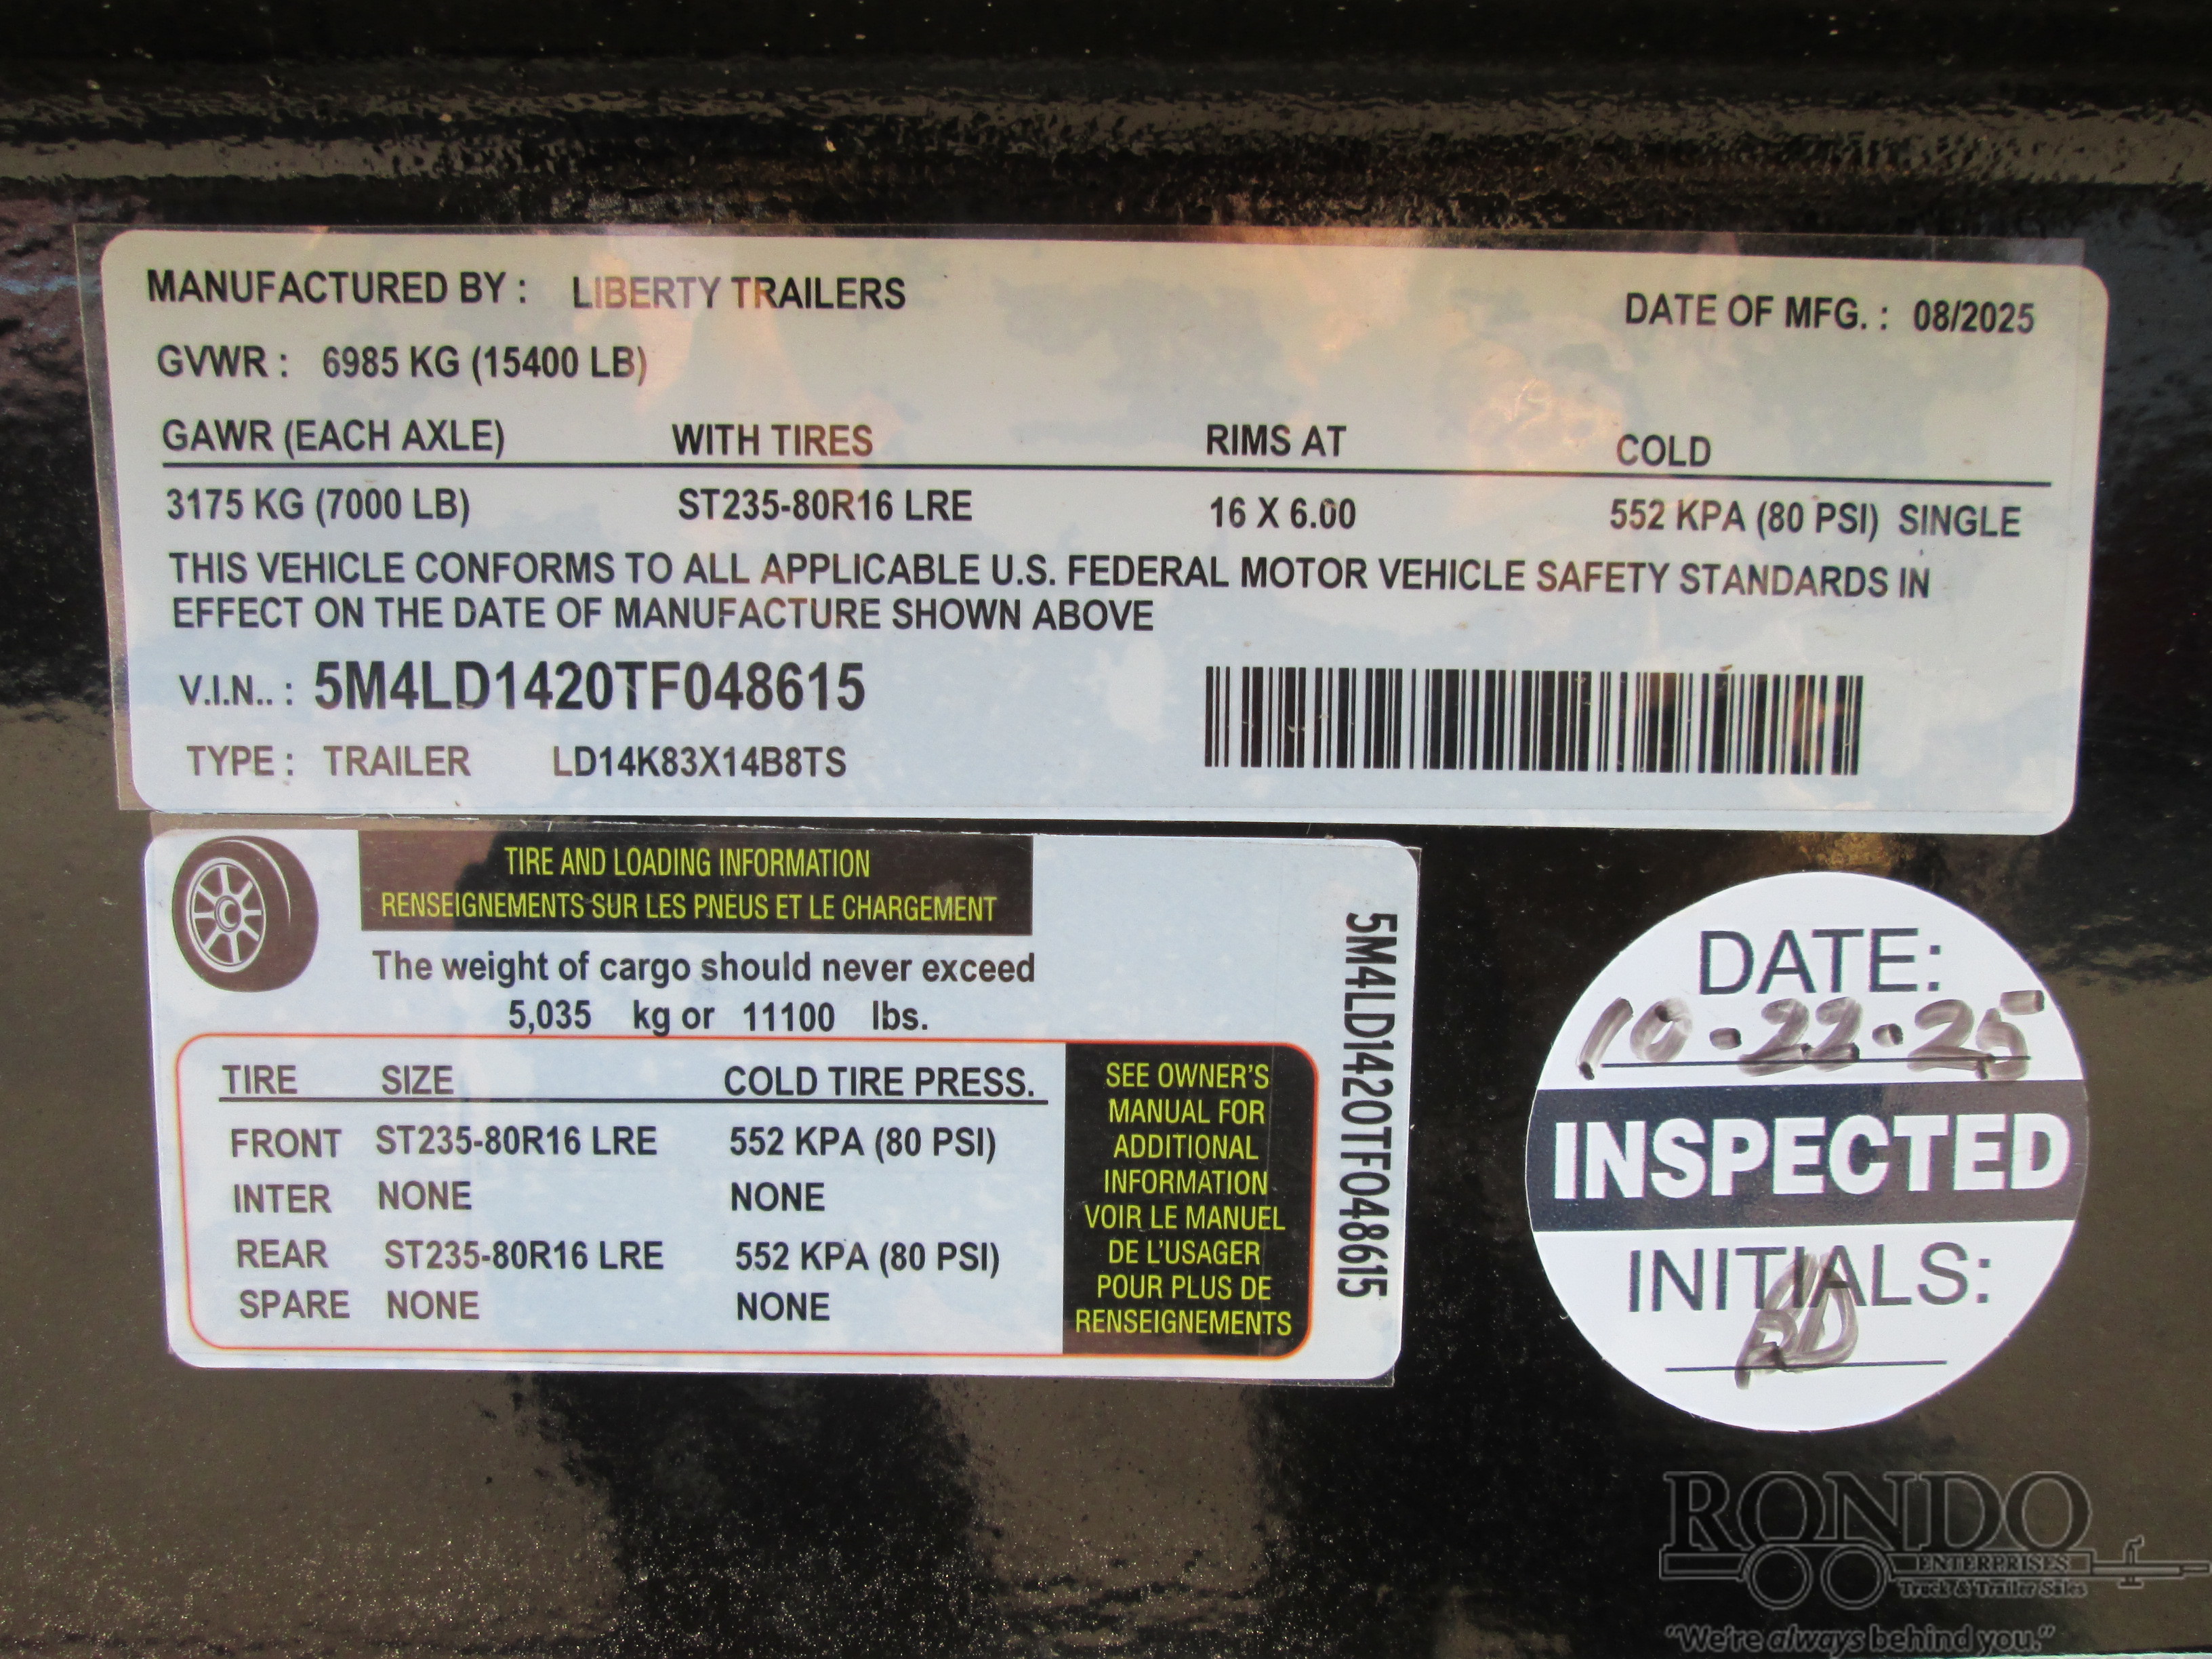 MANUFACTURED BY : LIBERTY TRAILERS DATE OF MFG. : 08/2025
GVWR : 6985 KG (15400 LB)
GAWR (EACH AXLE) WITH TIRES RIMS AT COLD
3175 KG (7000 LB) ST235-80R16 LRE 16 X 6.00 552 KPA (80 PSI) SINGLE
THIS VEHICLE CONFORMS TO ALL APPLICABLE U.S. FEDERAL MOTOR VEHICLE SAFETY STANDARDS IN
EFFECT ON THE DATE OF MANUFACTURE SHOWN ABOVE
V.I.N.. : 5M4LD1420TF048615
TYPE : TRAILER LD14K83X14B8TS
TIRE AND LOADING INFORMATION
RENSEIGNEMENTS SUR LES PNEUS ET LE CHARGEMENT
The weight of cargo should never exceed
5,035 kg or 11100 lbs.
TIRE SIZE COLD TIRE PRESS.
FRONT ST235-80R16 LRE 552 KPA (80 PSI)
INTER NONE NONE
REAR ST235-80R16 LRE 552 KPA (80 PSI)
SPARE NONE NONE
SEE OWNER'S
MANUAL FOR
ADDITIONAL
INFORMATION
VOIR LE MANUEL
DE L'USAGER
POUR PLUS DE
RENSEIGNEMENTS
5M4LD1420TF048615
DATE:
10-22-25
INSPECTED
INITIALS:
RONDO
ENTERPRISES
Truck & Trailer Sales
"We're always behind you."